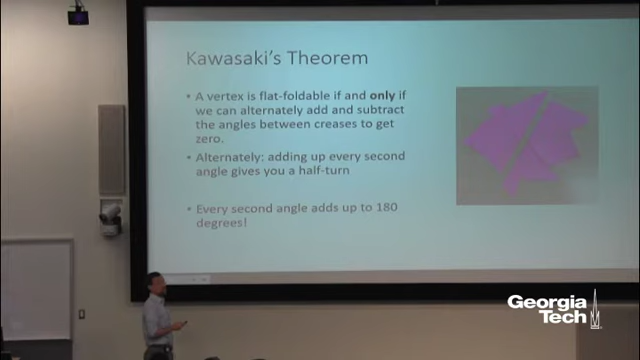 Kawasaki's Theorem
• A vertex is flat-foldable if and only if
we can alternately add and subtract
the angles between creases to get
zero.
• Alternately: adding up every second
angle gives you a half-turn
• Every second angle adds up to 180
degrees!
Georgia
Tech